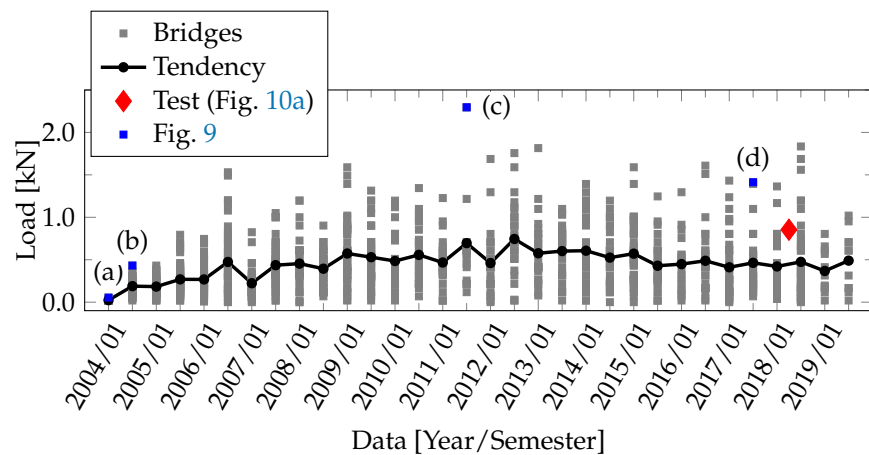 Bridges
Tendency
Test (Fig. 10a)
Fig. 9
(a)
(b)
(c)
(d)
Load [kN]
2.0
1.0
0.0
2004/01
2005/01
2006/01
2007/01
2008/01
2009/01
2010/01
2011/01
2012/01
2013/01
2014/01
2015/01
2016/01
2017/01
2018/01
2019/01
Data [Year/Semester]